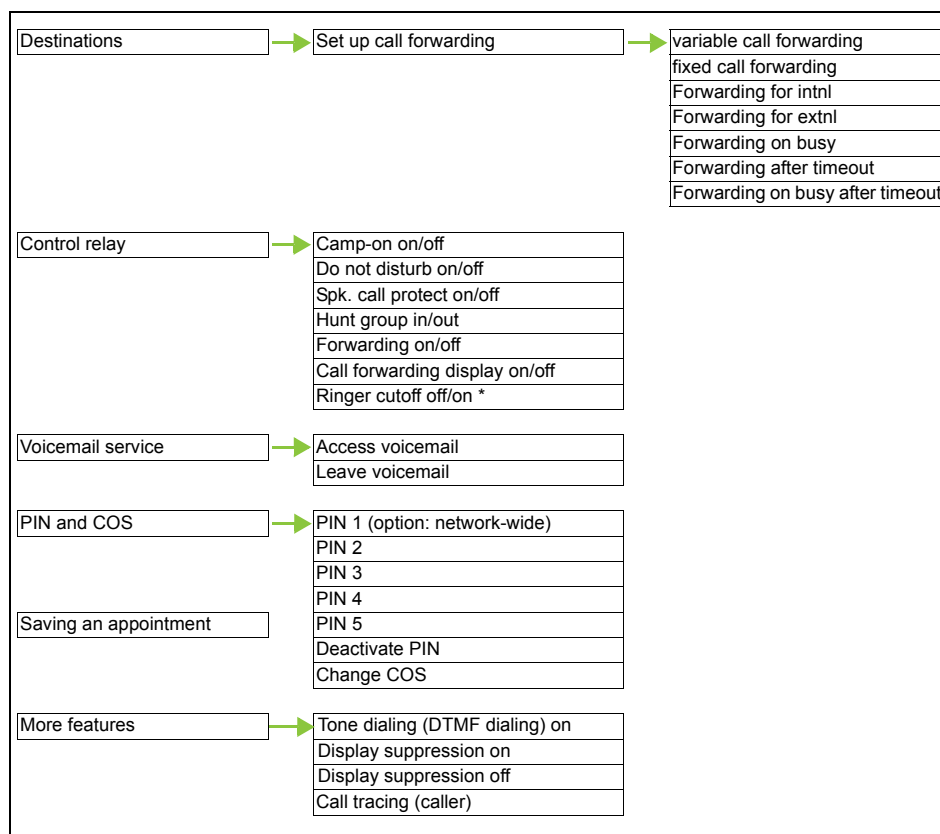 Destinations
Set up call forwarding
variable call forwarding
fixed call forwarding
Forwarding for intnl
Forwarding for extnl
Forwarding on busy
Forwarding after timeout
Forwarding on busy after timeout
Control relay
Camp-on on/off
Do not disturb on/off
Spk. call protect on/off
Hunt group in/out
Forwarding on/off
Call forwarding display on/off
Ringer cutoff off/on *
Voicemail service
Access voicemail
Leave voicemail
PIN and COS
PIN 1 (option: network-wide)
PIN 2
PIN 3
PIN 4
Saving an appointment
PIN 5
Deactivate PIN
Change COS
More features
Tone dialing (DTMF dialing) on
Display suppression on
Display suppression off
Call tracing (caller)